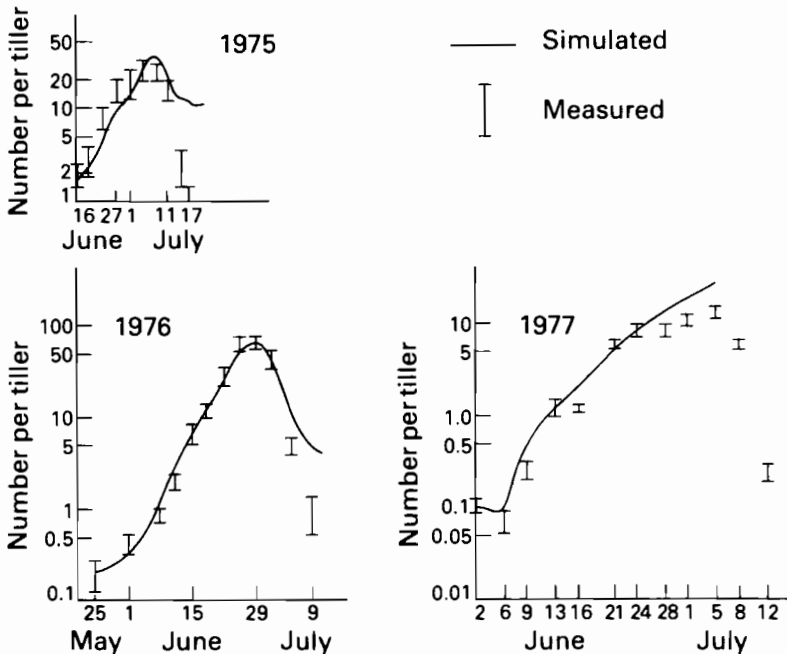 1975
Number per tiller
50
20
10
5
2
1
16 27 1 11 17
June July
Simulated
Measured
1976
Number per tiller
100
50
10
5
1
0.5
0.1
25 1 15 29 9
May June July
1977
Number per tiller
10
5
1.0
0.5
0.1
0.05
0.01
2 6 9 13 16 21 24 28 1 5 8 12
June July